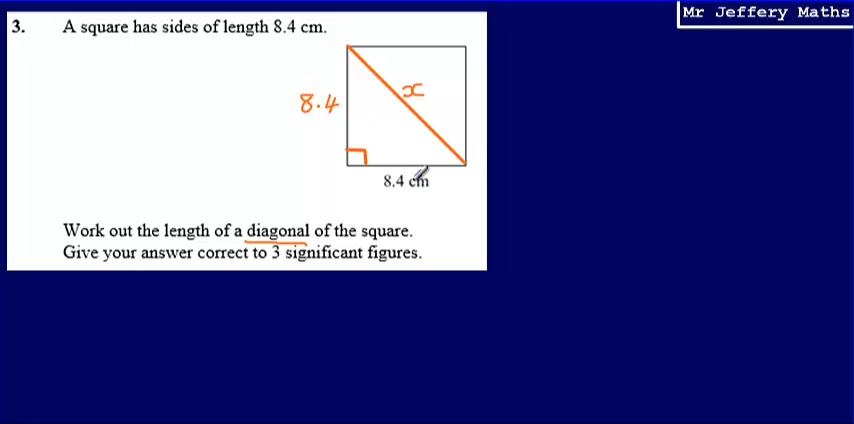 Mr Jeffery Maths
3. A square has sides of length 8.4 cm.
x
8.4
8.4 cm
Work out the length of a diagonal of the square.
Give your answer correct to 3 significant figures.